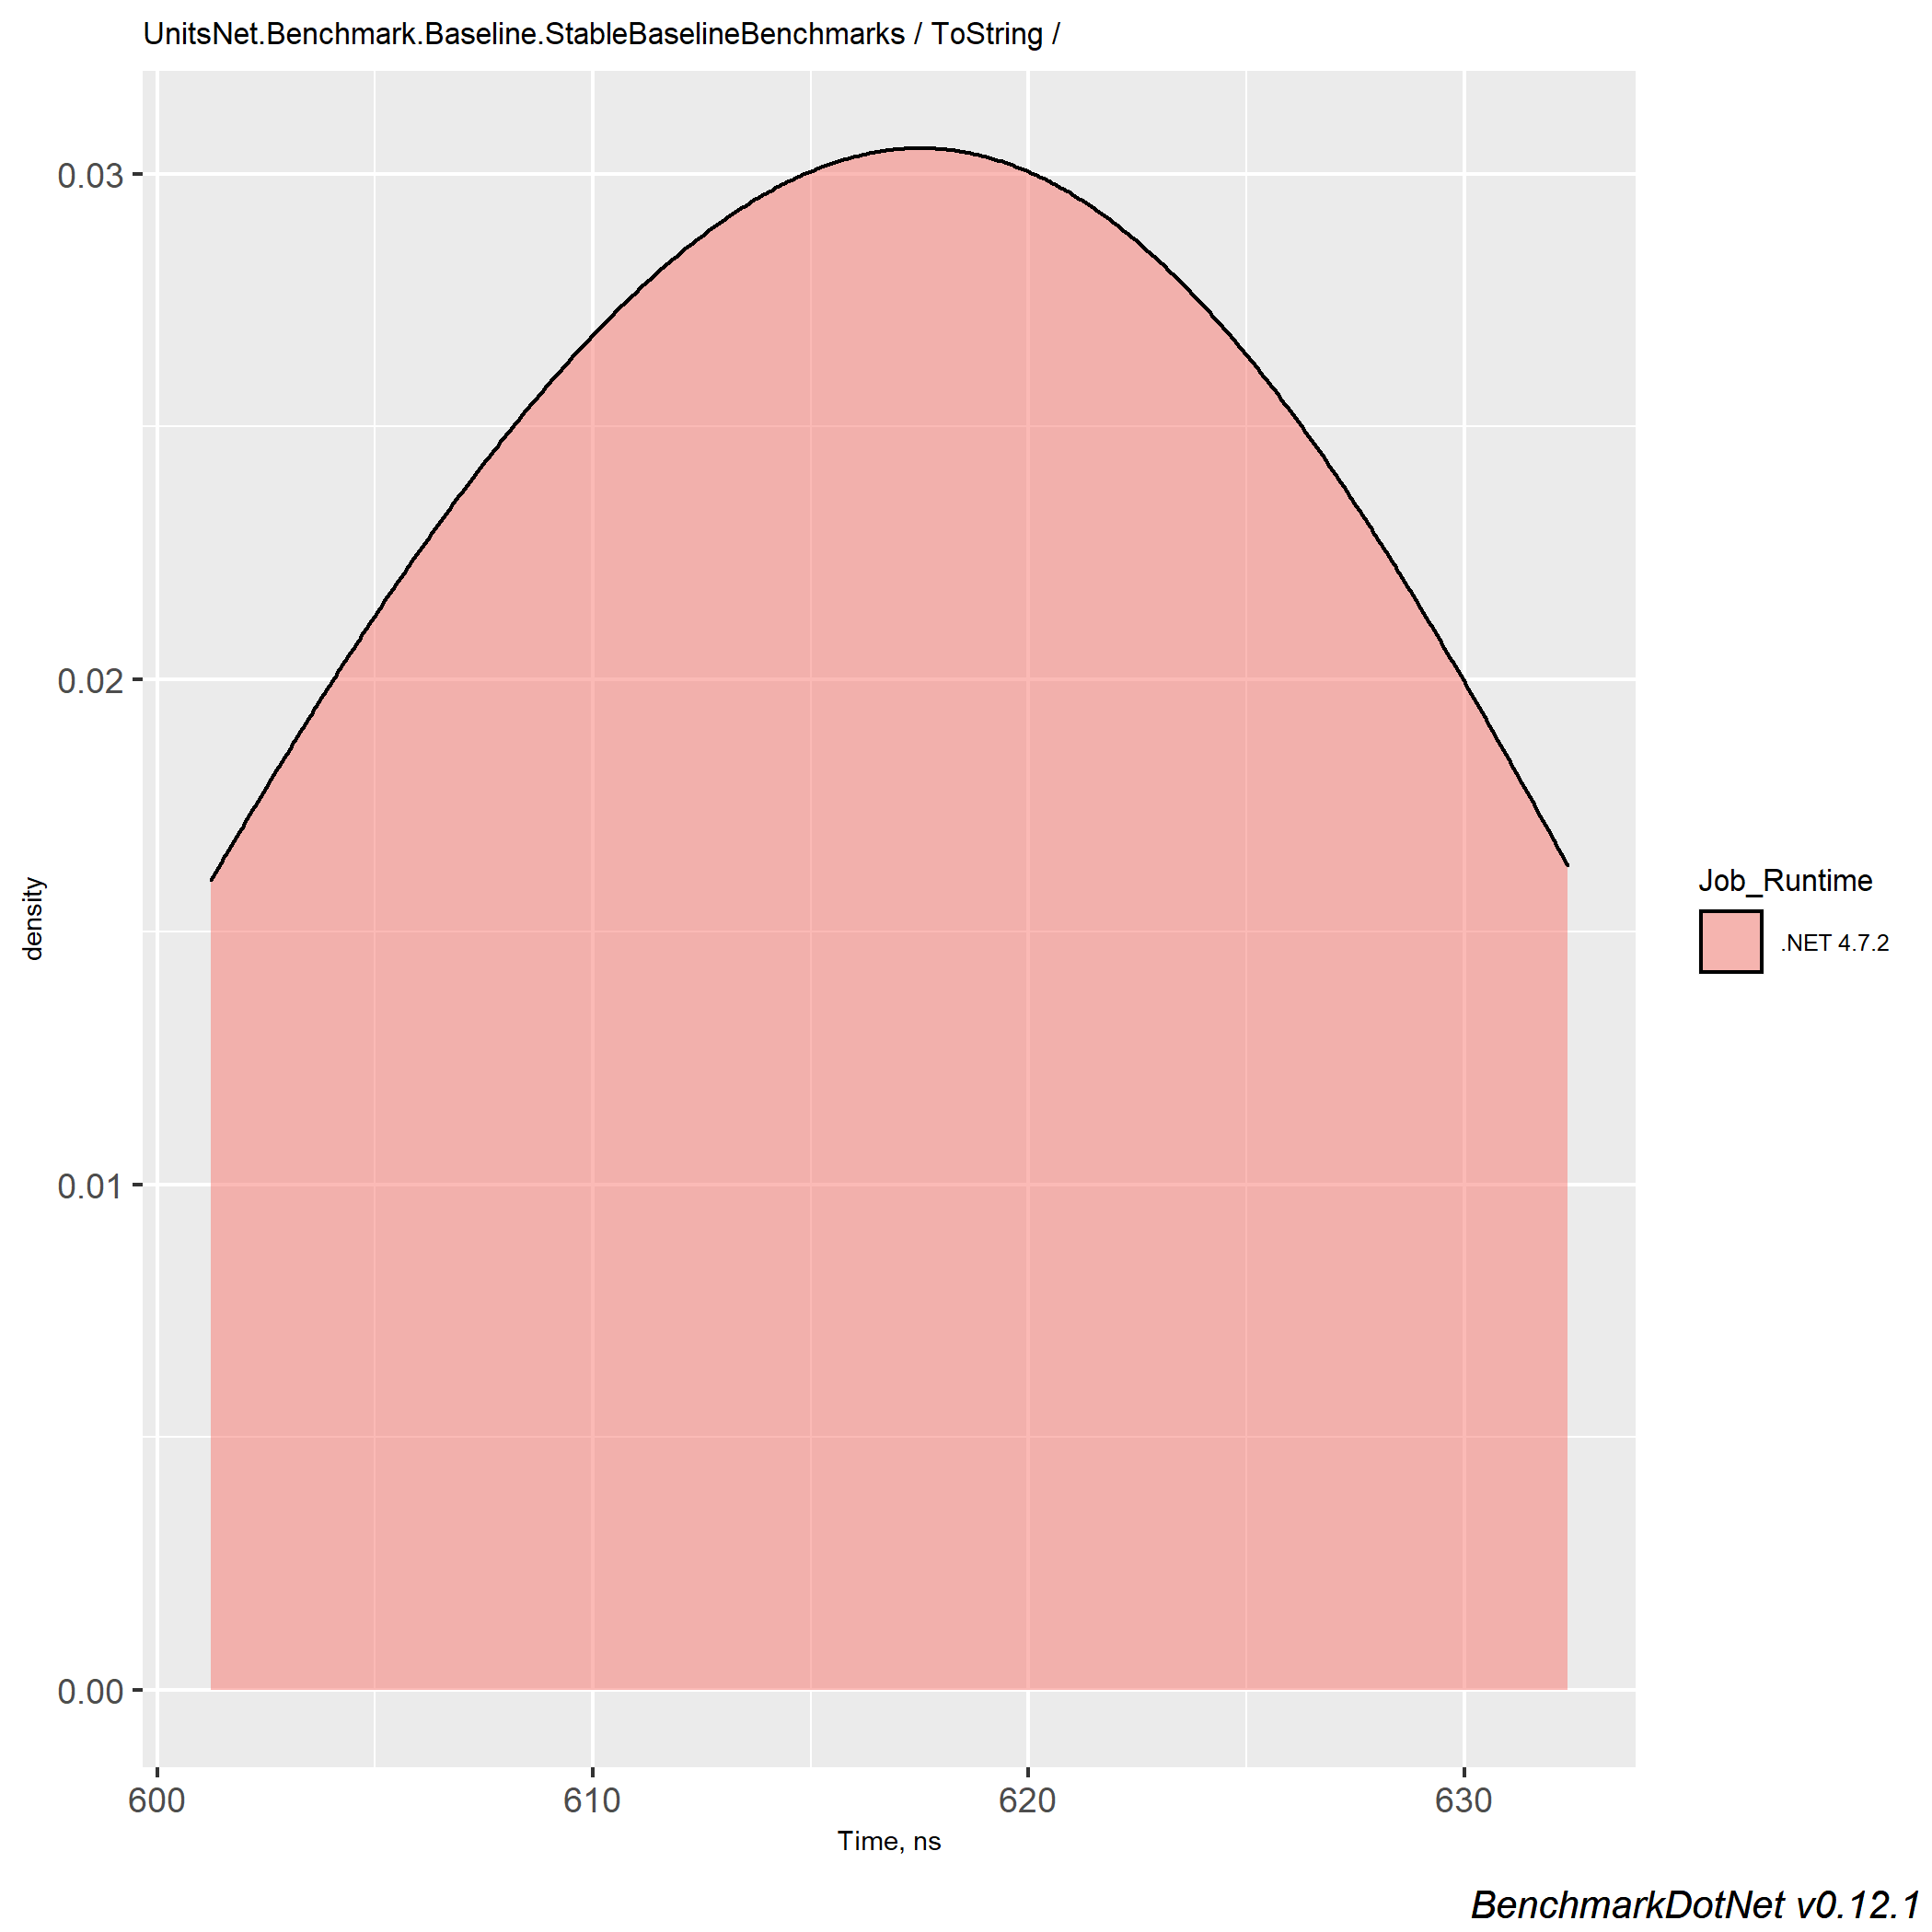 UnitsNet.Benchmark.Baseline.StableBaselineBenchmarks / ToString /
0.03
0.02
0.01
0.00
density
600 610 620 630
Time, ns
Job_Runtime
.NET 4.7.2
BenchmarkDotNet v0.12.1